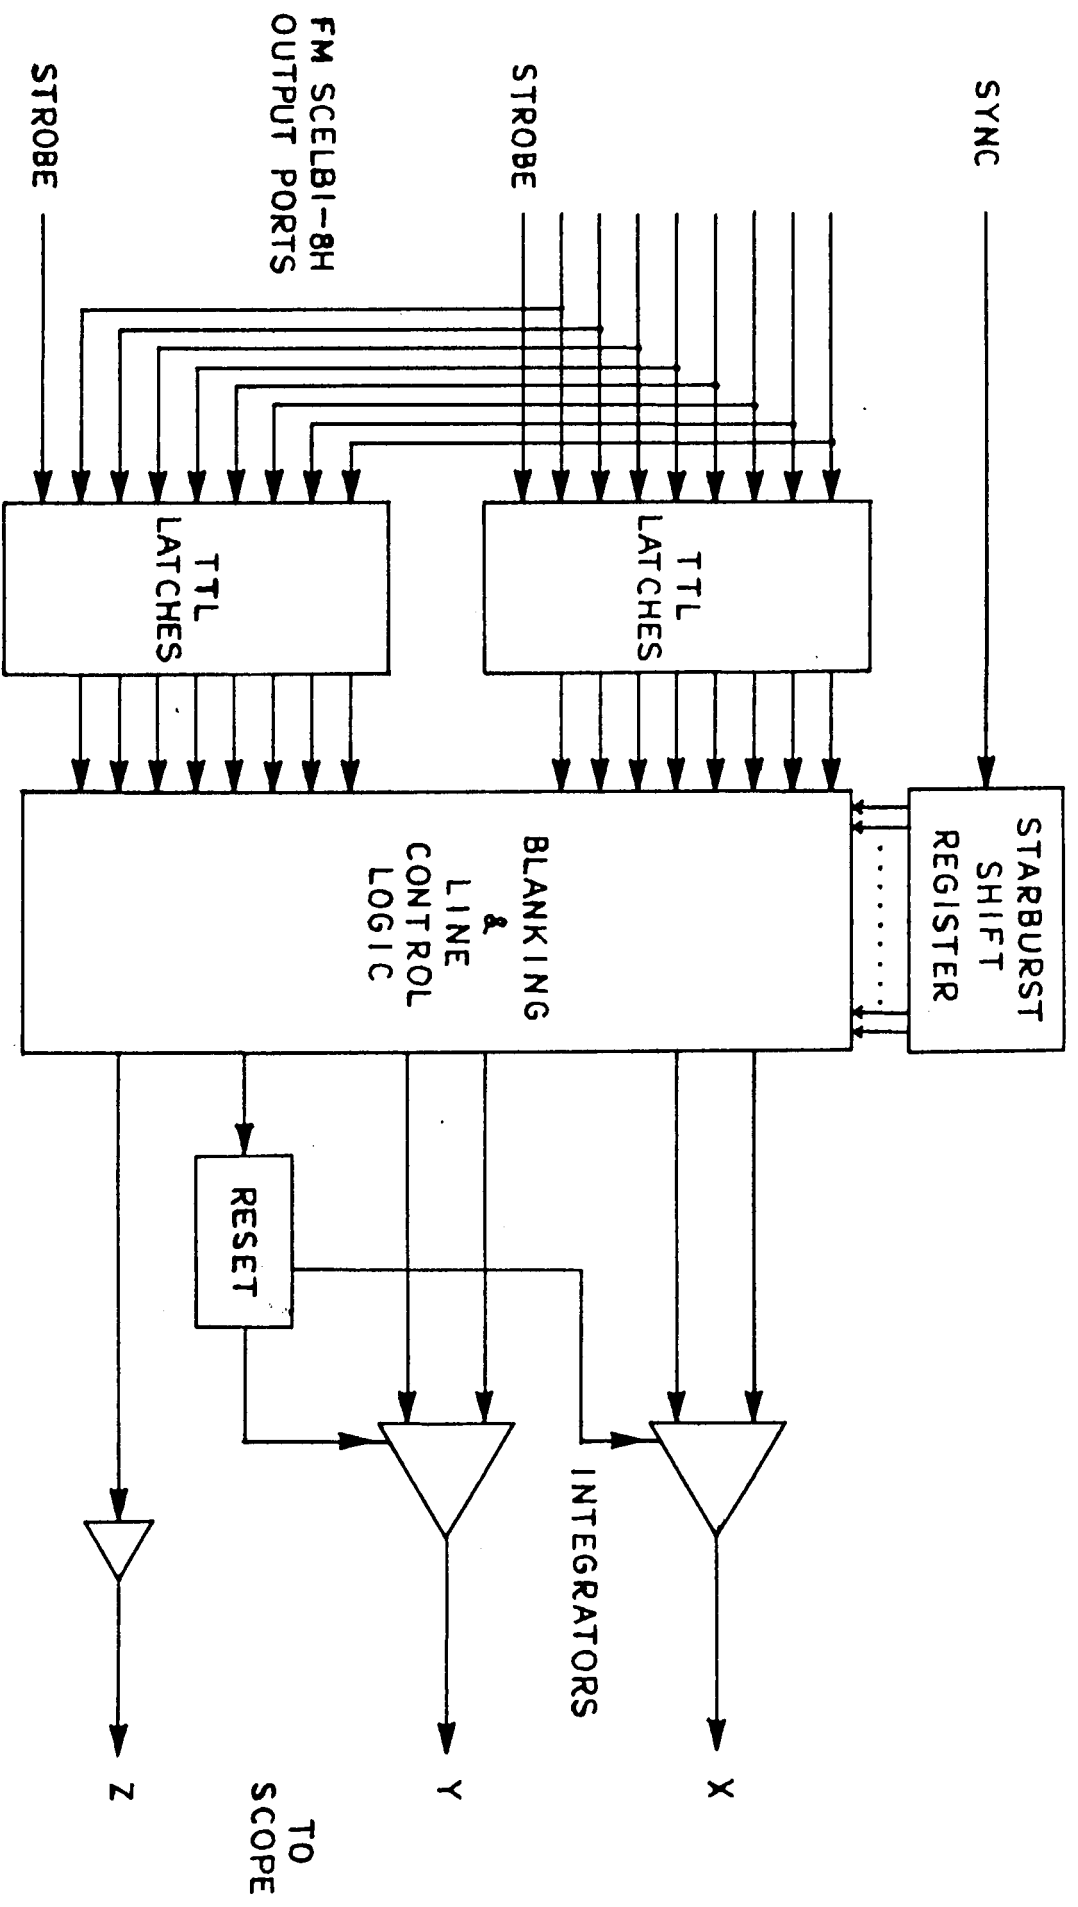 SYNC
STROBE
FM SCELBI-8H
OUTPUT PORTS
STROBE
STARBURST
SHIFT
REGISTER
TTL
LATCHES
TTL
LATCHES
BLANKING
&
LINE
CONTROL
LOGIC
RESET
INTEGRATORS
X
Y
Z
TO
SCOPE